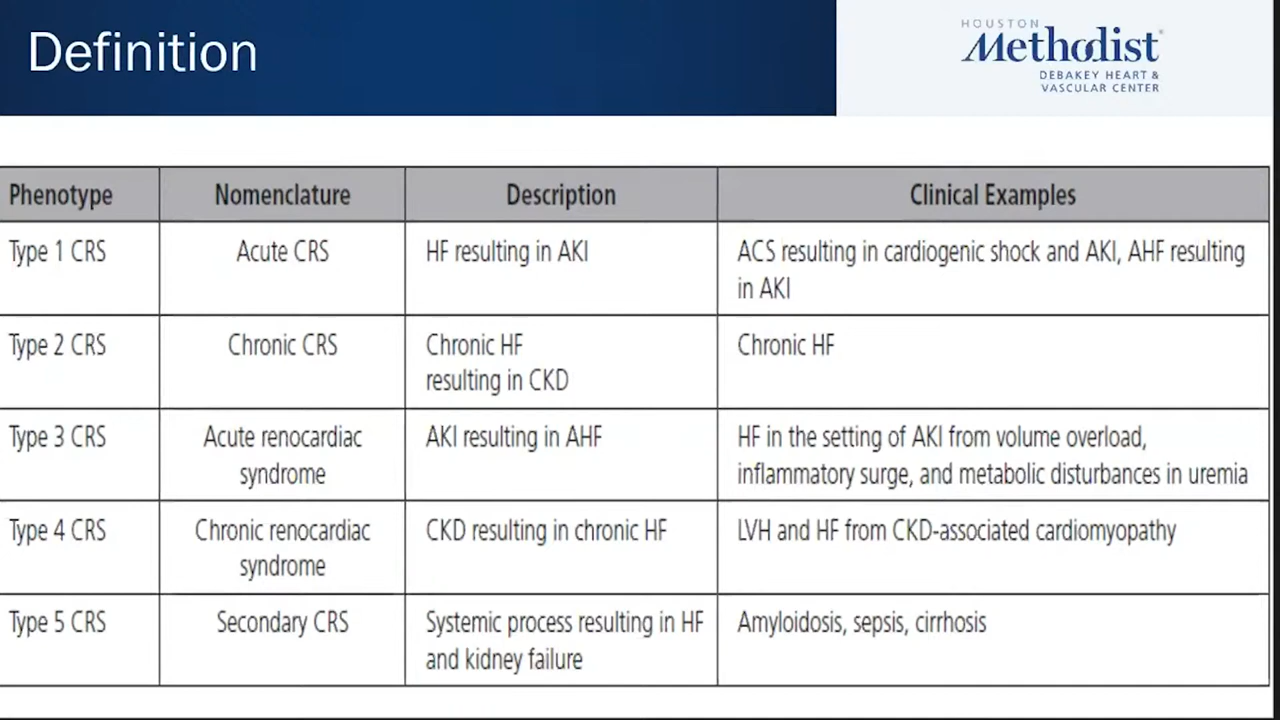 Definition
HOUSTON
Methodist
DEBAKEY HEART &
VASCULAR CENTER
Phenotype Nomenclature Description Clinical Examples
Type 1 CRS Acute CRS HF resulting in AKI ACS resulting in cardiogenic shock and AKI, AHF resulting
in AKI
Type 2 CRS Chronic CRS Chronic HF Chronic HF
resulting in CKD
Type 3 CRS Acute renocardiac AKI resulting in AHF HF in the setting of AKI from volume overload,
syndrome inflammatory surge, and metabolic disturbances in uremia
Type 4 CRS Chronic renocardiac CKD resulting in chronic HF LVH and HF from CKD-associated cardiomyopathy
syndrome
Type 5 CRS Secondary CRS Systemic process resulting in HF Amyloidosis, sepsis, cirrhosis
and kidney failure